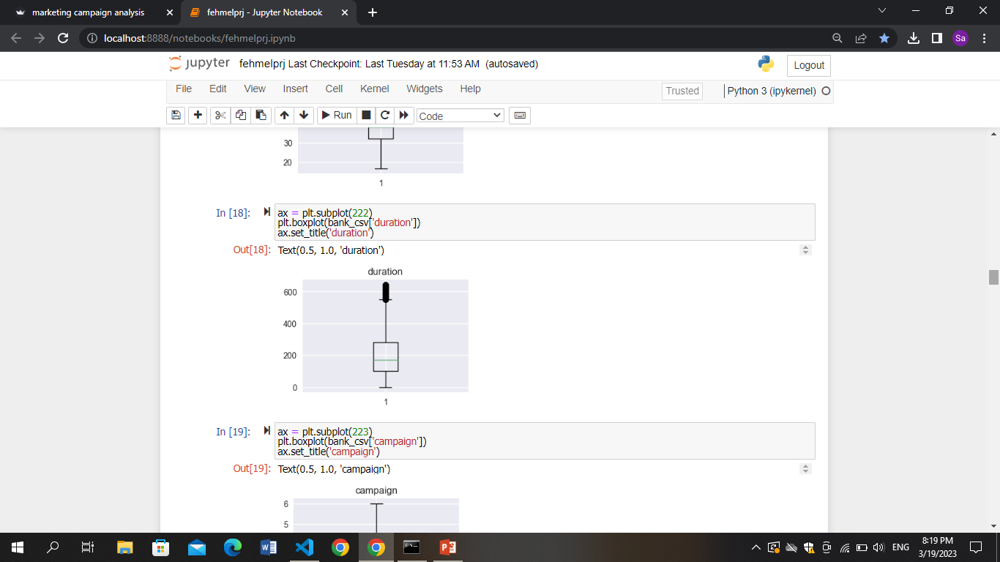 marketing campaign analysis
fehmelprj - Jupyter Notebook
localhost:8888/notebooks/fehmelprj.ipynb
Sa
jupyter fehmelprj Last Checkpoint: Last Tuesday at 11:53 AM (autosaved)
Logout
File Edit View Insert Cell Kernel Widgets Help
Trusted
Python 3 (ipykernel)
Run
Code
30
20
1
In [18]:
ax = plt.subplot(222)
plt.boxplot(bank_csv['duration'])
ax.set_title('duration')
Out[18]: Text(0.5, 1.0, 'duration')
duration
600
400
200
0
1
In [19]:
ax = plt.subplot(223)
plt.boxplot(bank_csv['campaign'])
ax.set_title('campaign')
Out[19]: Text(0.5, 1.0, 'campaign')
campaign
6
5
ENG
8:19 PM
3/19/2023